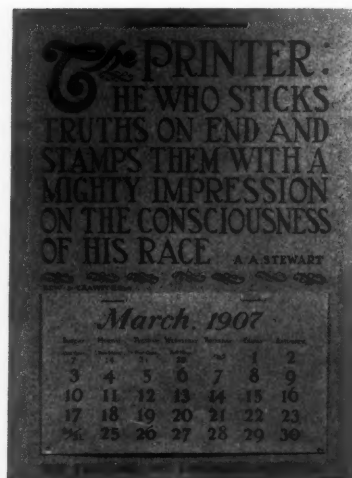 The PRINTER:
HE WHO STICKS
TRUTHS ON END AND
STAMPS THEM WITH A
MIGHTY IMPRESSION
ON THE CONSCIOUSNESS
OF HIS RACE A. A. STEWART
March, 1907
1 2
3 4 5 6 7 8 9
10 11 12 13 14 15 16
17 18 19 20 21 22 23
24/31 25 26 27 28 29 30